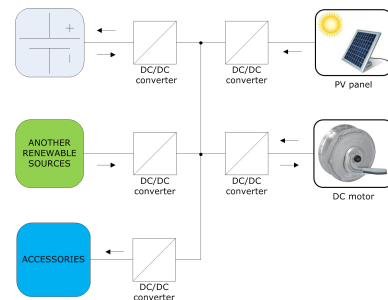 +
–
DC/DC
converter
DC/DC
converter
PV panel
ANOTHER
RENEWABLE
SOURCES
DC/DC
converter
DC/DC
converter
DC motor
ACCESSORIES
DC/DC
converter